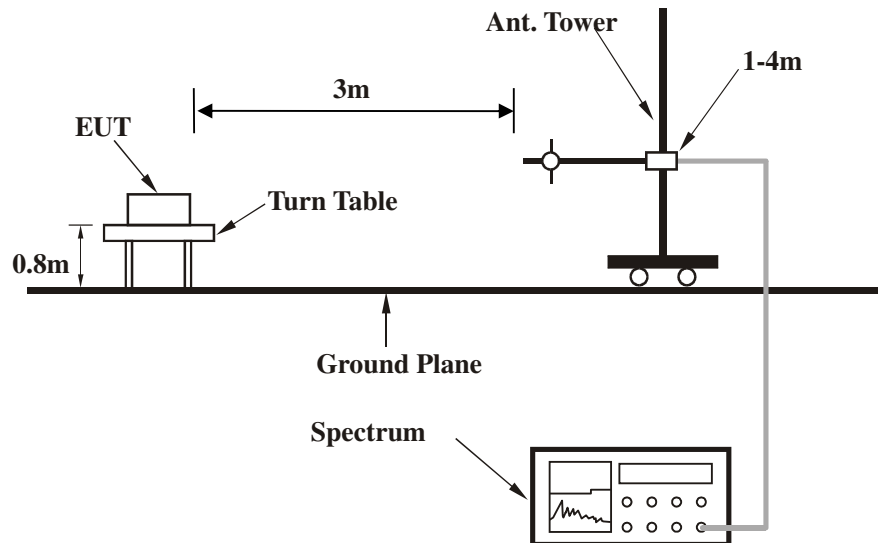 Ant. Tower
1-4m
3m
EUT
Turn Table
0.8m
Ground Plane
Spectrum